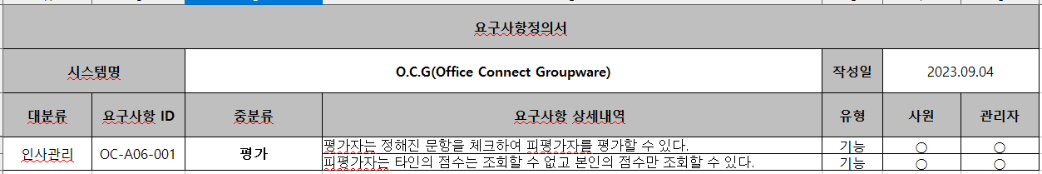 요구사항정의서
시스템명 O.C.G(Office Connect Groupware) 작성일 2023.09.04
대분류 요구사항 ID 중분류 요구사항 상세내역 유형 사원 관리자
인사관리 OC-A06-001 평가 평가자는 정해진 문항을 체크하여 피평가자를 평가할 수 있다. 기능 ○ ○
피평가자는 타인의 점수는 조회할 수 없고 본인의 점수만 조회할 수 있다. 기능 ○ ○